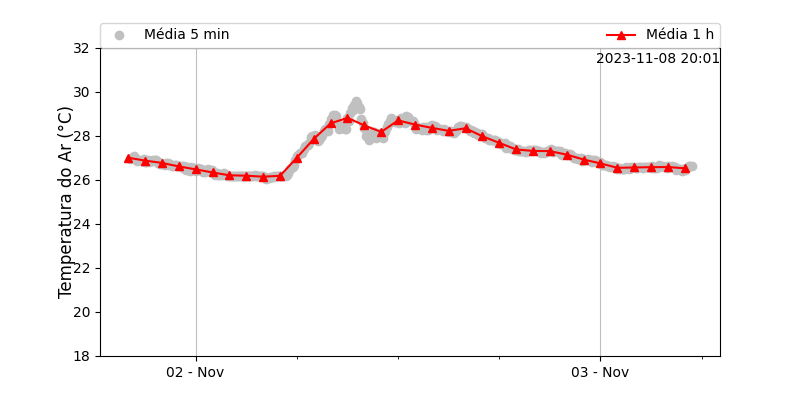 Média 5 min
Média 1 h
2023-11-08 20:01
Temperatura do Ar (°C)
32
30
28
26
24
22
20
18
02 - Nov
03 - Nov